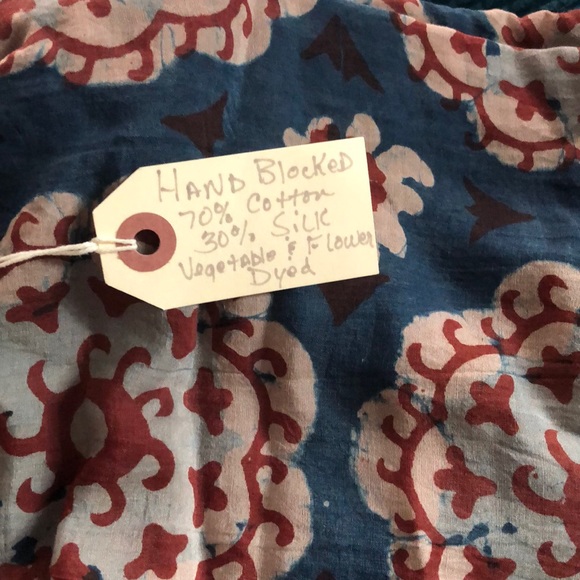 HAND BLOCKED
70% Cotton
30% SiLK
Vegetable & Flower
Dyed